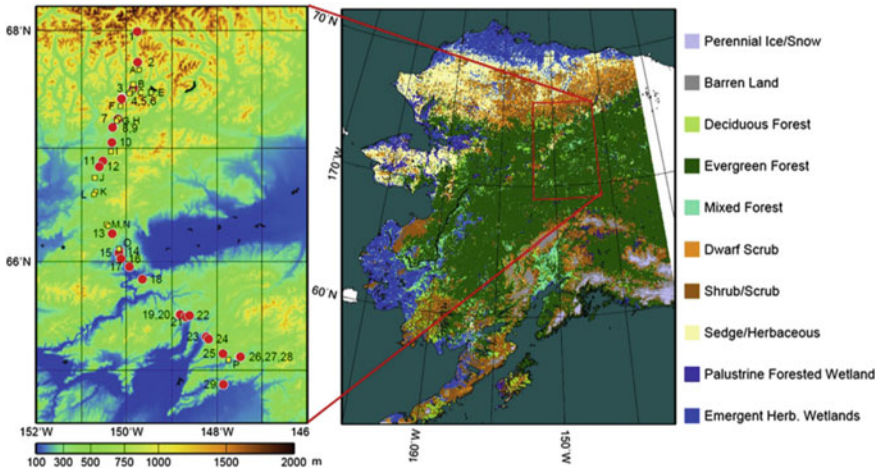 68°N
66°N
1
2
A
B
C
E
3
4,5,6
F
7
G,H
8,9
10
I
11
12
J
K
L
M,N
13
O
14
15
16
17
18
19,20
21
22
23
24
25
26,27,28
P
29
152°W
150°W
148°W
146
100 300 500 750 1000 1500 2000 m
70°N
170°W
60°N
160°W
150°W
Perennial Ice/Snow
Barren Land
Deciduous Forest
Evergreen Forest
Mixed Forest
Dwarf Scrub
Shrub/Scrub
Sedge/Herbaceous
Palustrine Forested Wetland
Emergent Herb. Wetlands